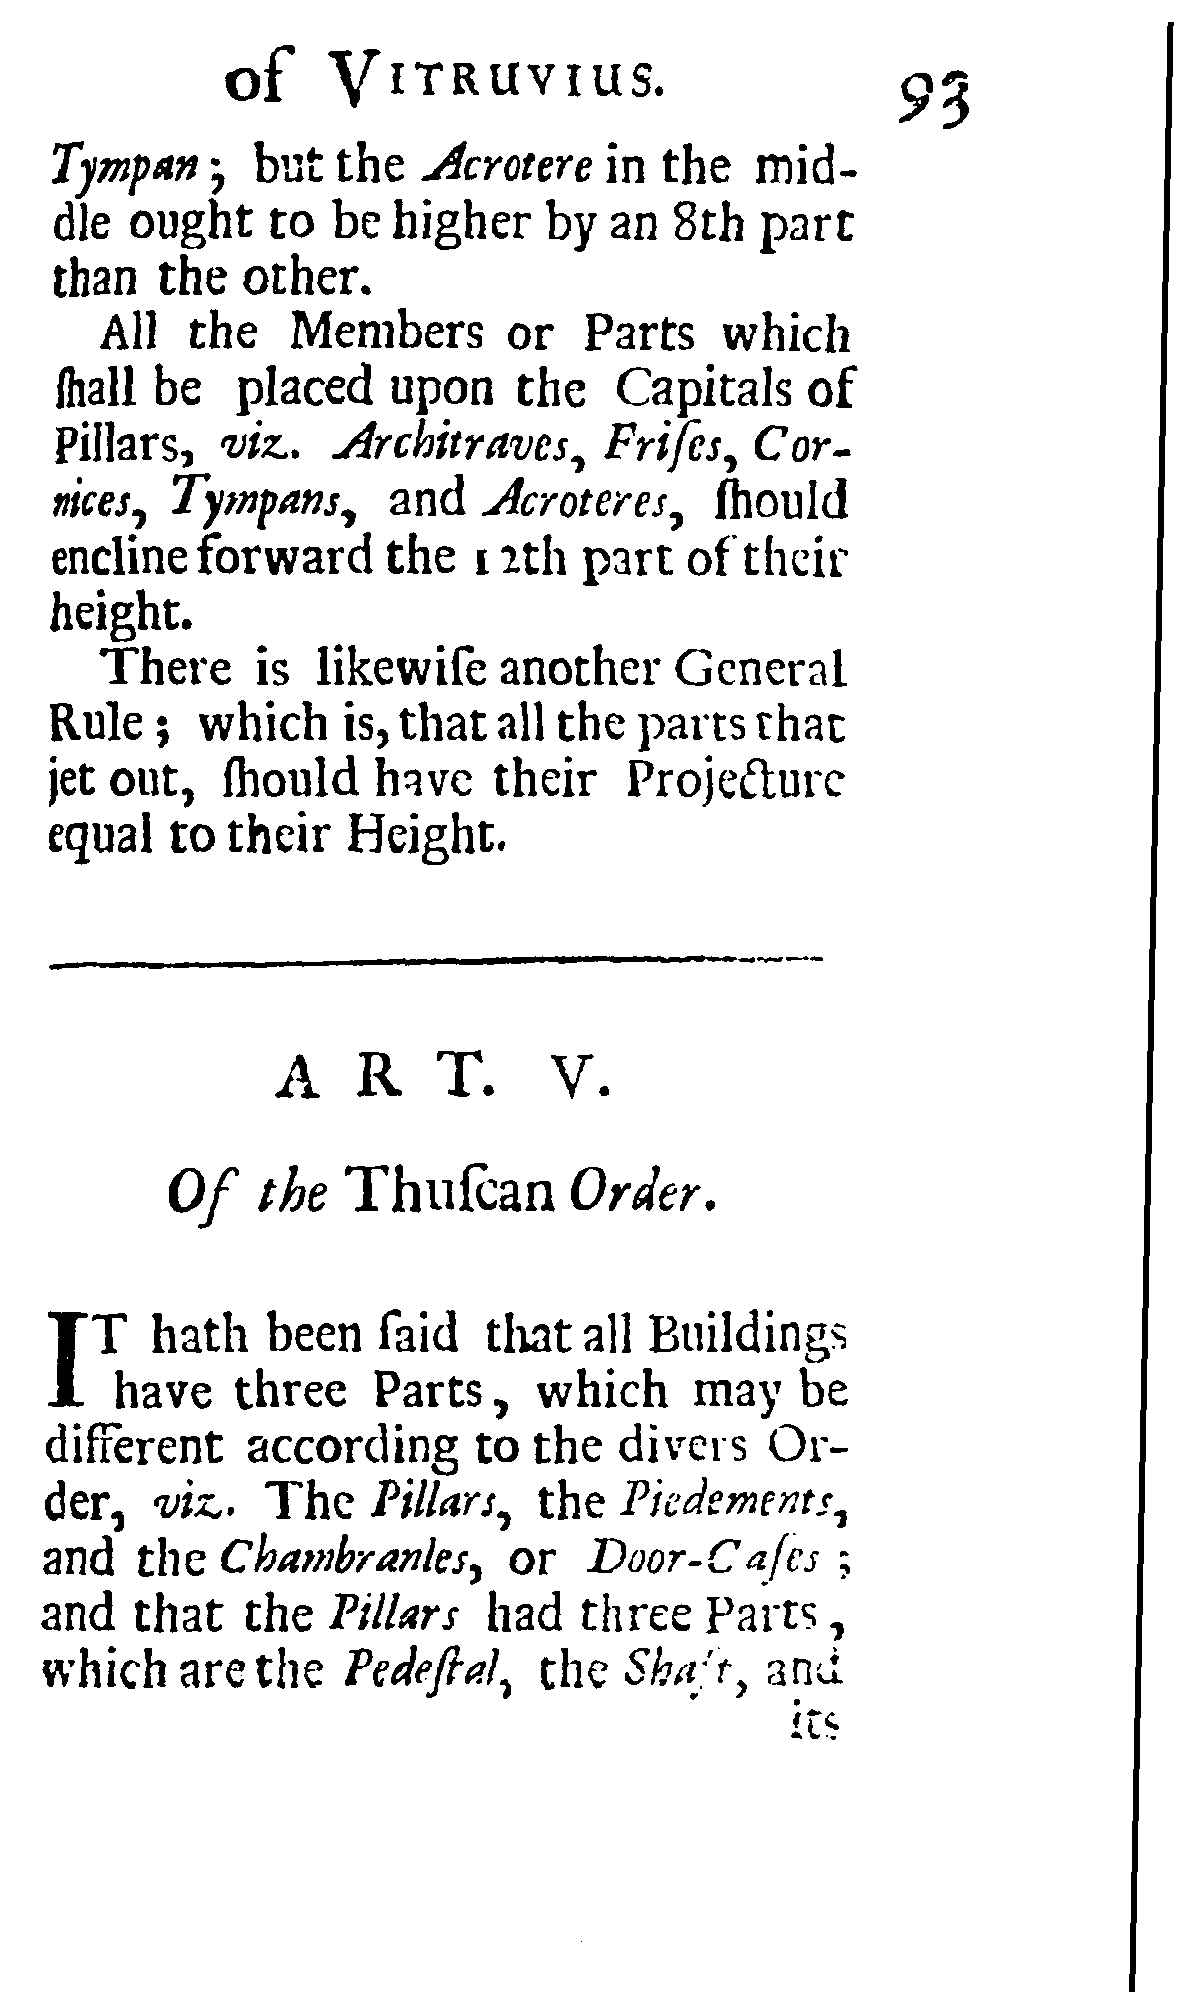 of VITRUVIUS. 93
Tympan; but the Acrotere in the mid-
dle ought to be higher by an 8th part
than the other.
All the Members or Parts which
ſhall be placed upon the Capitals of
Pillars, viz. Architraves, Friſes, Cor-
nices, Tympans, and Acroteres, ſhould
encline forward the 12th part of their
height.
There is likewiſe another General
Rule; which is, that all the parts that
jet out, ſhould have their Projecture
equal to their Height.
ART. V.
Of the Thuſcan Order.
IT hath been ſaid that all Buildings
have three Parts, which may be
different according to the divers Or-
der, viz. The Pillars, the Piedements,
and the Chambranles, or Door-Caſes;
and that the Pillars had three Parts,
which are the Pedeſtal, the Shaft, and
its